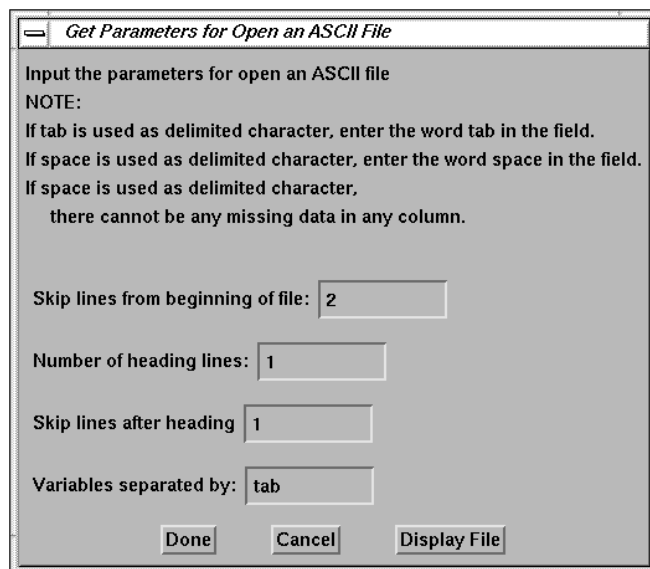 Get Parameters for Open an ASCII File
Input the parameters for open an ASCII file
NOTE:
If tab is used as delimited character, enter the word tab in the field.
If space is used as delimited character, enter the word space in the field.
If space is used as delimited character,
there cannot be any missing data in any column.
Skip lines from beginning of file: 2
Number of heading lines: 1
Skip lines after heading 1
Variables separated by: tab
Done Cancel Display File